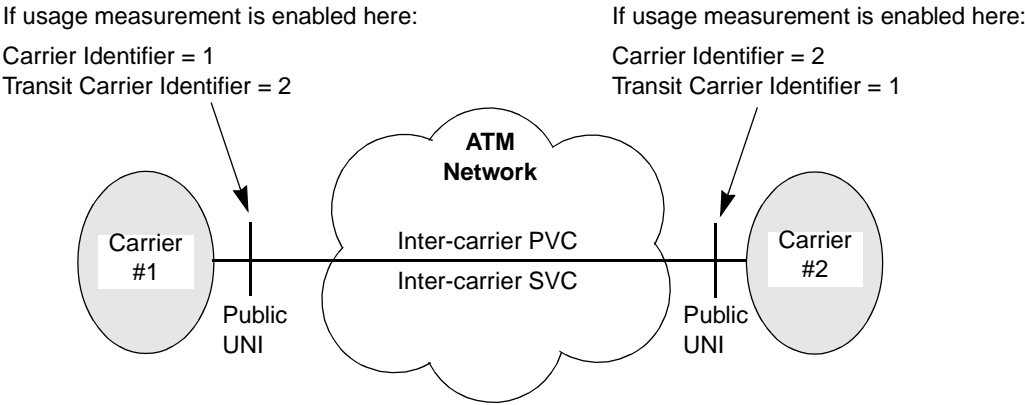 If usage measurement is enabled here:
Carrier Identifier = 1
Transit Carrier Identifier = 2
If usage measurement is enabled here:
Carrier Identifier = 2
Transit Carrier Identifier = 1
ATM
Network
Carrier
#1
Inter-carrier PVC
Inter-carrier SVC
Carrier
#2
Public
UNI
Public
UNI